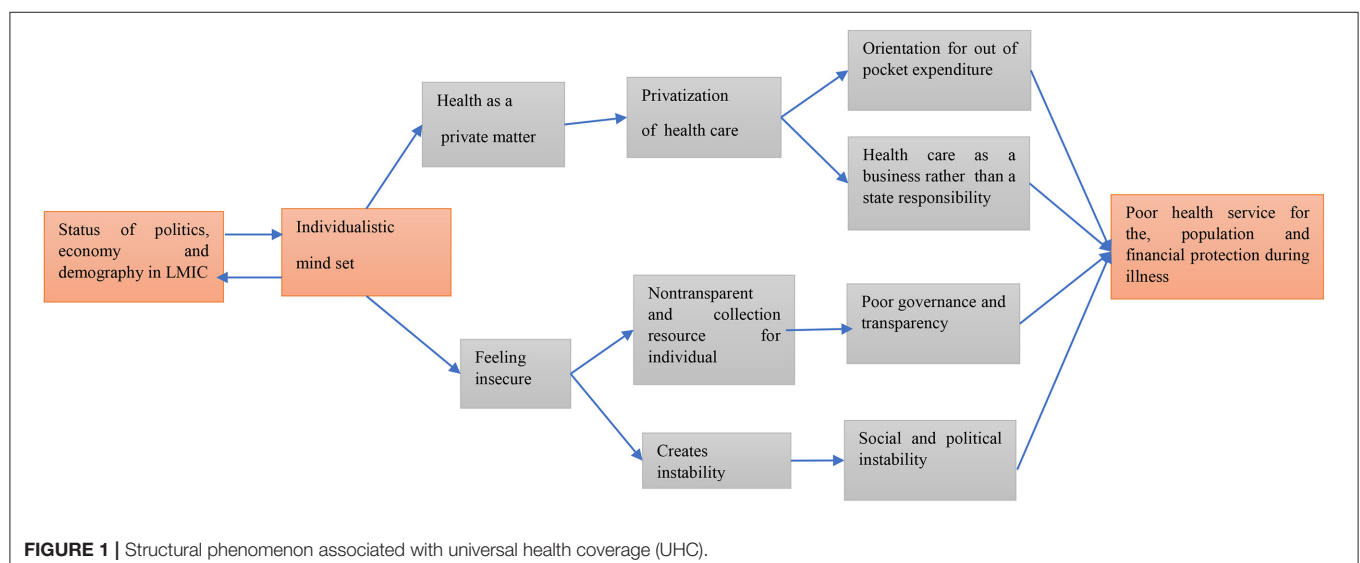 Status of politics,
economy and
demography in LMIC
Individualistic
mind set
Health as a
private matter
Privatization
of health care
Orientation for out of
pocket expenditure
Health care as a
business rather than a
state responsibility
Feeling
insecure
Nontransparent
and collection
resource for
individual
Poor governance and
transparency
Creates
instability
Social and political
instability
Poor health service for
the, population and
financial protection during
illness
FIGURE 1 | Structural phenomenon associated with universal health coverage (UHC).